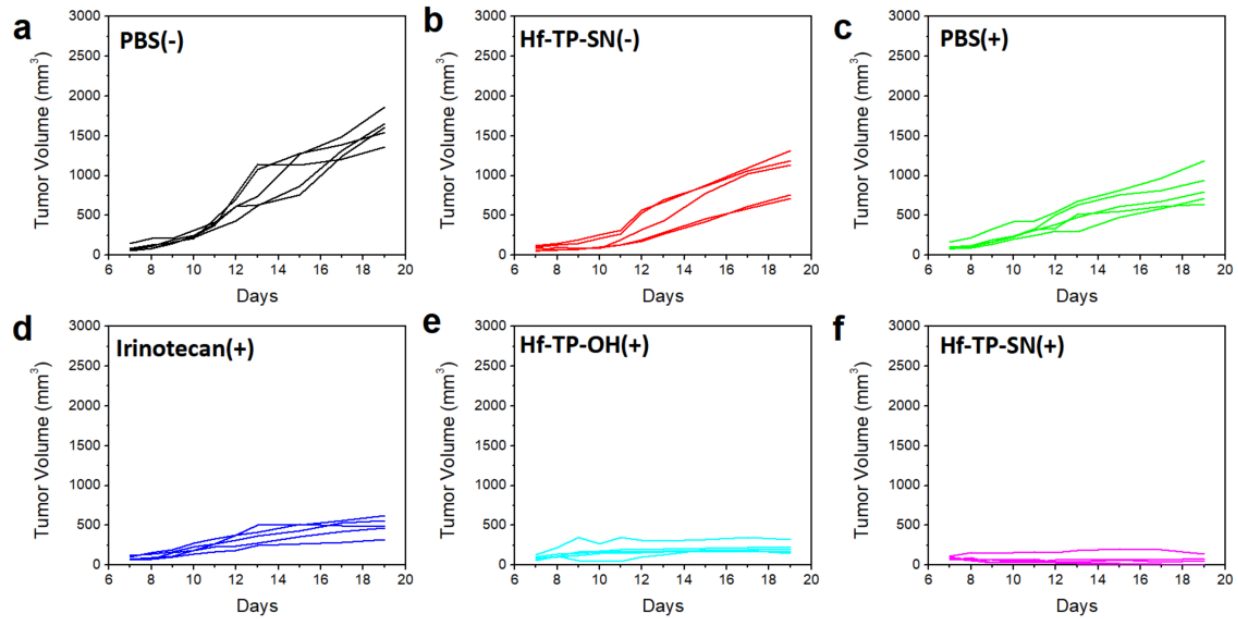 a
PBS(-)
Tumor Volume (mm³)
3000
2500
2000
1500
1000
500
0
6 8 10 12 14 16 18 20
Days
b
Hf-TP-SN(-)
Tumor Volume (mm³)
3000
2500
2000
1500
1000
500
0
6 8 10 12 14 16 18 20
Days
c
PBS(+)
Tumor Volume (mm³)
3000
2500
2000
1500
1000
500
0
6 8 10 12 14 16 18 20
Days
d
Irinotecan(+)
Tumor Volume (mm³)
3000
2500
2000
1500
1000
500
0
6 8 10 12 14 16 18 20
Days
e
Hf-TP-OH(+)
Tumor Volume (mm³)
3000
2500
2000
1500
1000
500
0
6 8 10 12 14 16 18 20
Days
f
Hf-TP-SN(+)
Tumor Volume (mm³)
3000
2500
2000
1500
1000
500
0
6 8 10 12 14 16 18 20
Days